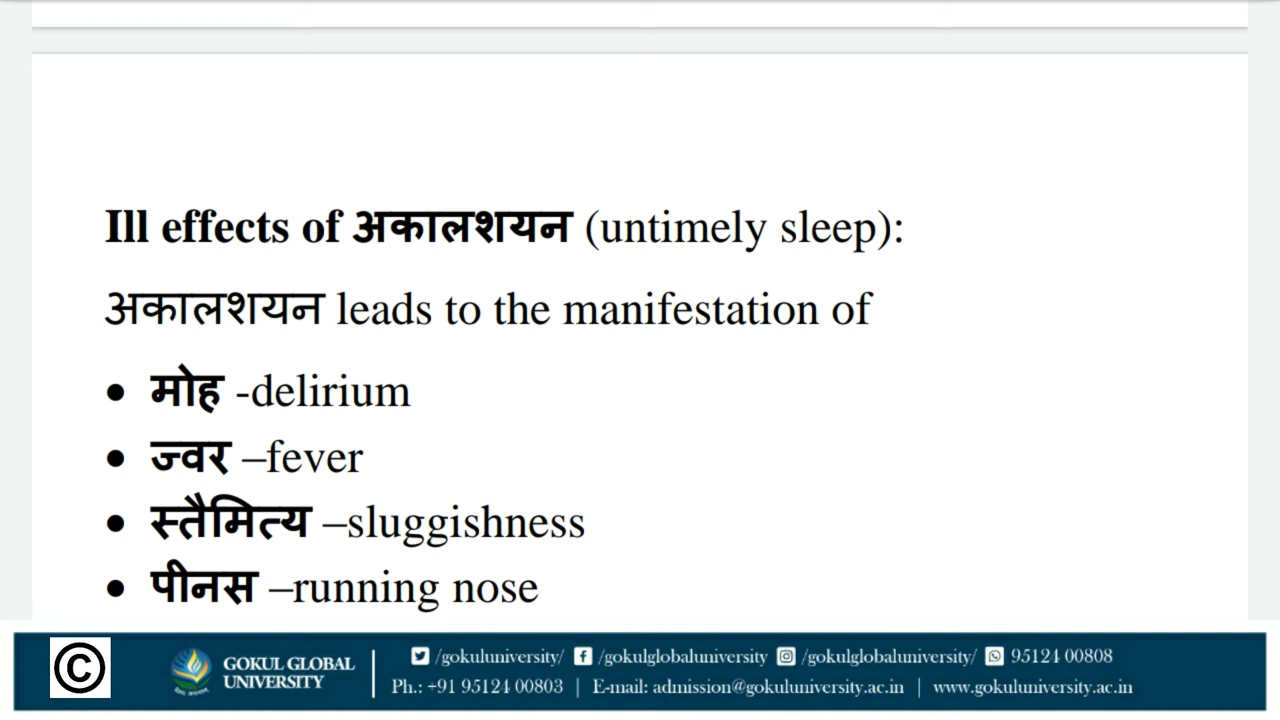 Ill effects of अकालशयन (untimely sleep):
अकालशयन leads to the manifestation of
• मोह -delirium
• ज्वर –fever
• स्तैमित्य –sluggishness
• पीनस –running nose
©
GOKUL GLOBAL
UNIVERSITY
/gokuluniversity/ /gokulglobaluniversity /gokulglobaluniversity/ 95124 00808
Ph.: +91 95124 00803 | E-mail: admission@gokuluniversity.ac.in | www.gokuluniversity.ac.in